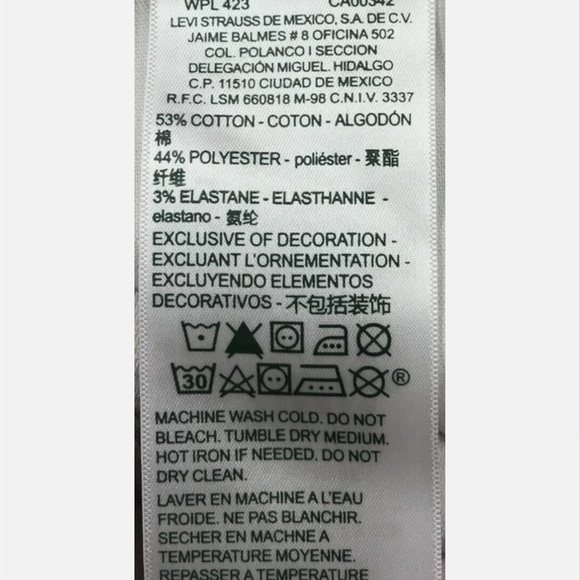 WPL 423 CA00342
LEVI STRAUSS DE MEXICO, S.A. DE C.V.
JAIME BALMES # 8 OFICINA 502
COL. POLANCO I SECCION
DELEGACIÓN MIGUEL. HIDALGO
C.P. 11510 CIUDAD DE MEXICO
R.F.C. LSM 660818 M-98 C.N.I.V. 3337
53% COTTON - COTON - ALGODÓN
棉
44% POLYESTER - poliéster - 聚酯
纤维
3% ELASTANE - ELASTHANNE -
elastano - 氨纶
EXCLUSIVE OF DECORATION -
EXCLUANT L'ORNEMENTATION -
EXCLUYENDO ELEMENTOS
DECORATIVOS - 不包括装饰
30 ®
MACHINE WASH COLD. DO NOT
BLEACH. TUMBLE DRY MEDIUM.
HOT IRON IF NEEDED. DO NOT
DRY CLEAN.
LAVER EN MACHINE A L'EAU
FROIDE. NE PAS BLANCHIR.
SECHER EN MACHINE A
TEMPERATURE MOYENNE.
REPASSER A TEMPERATURE